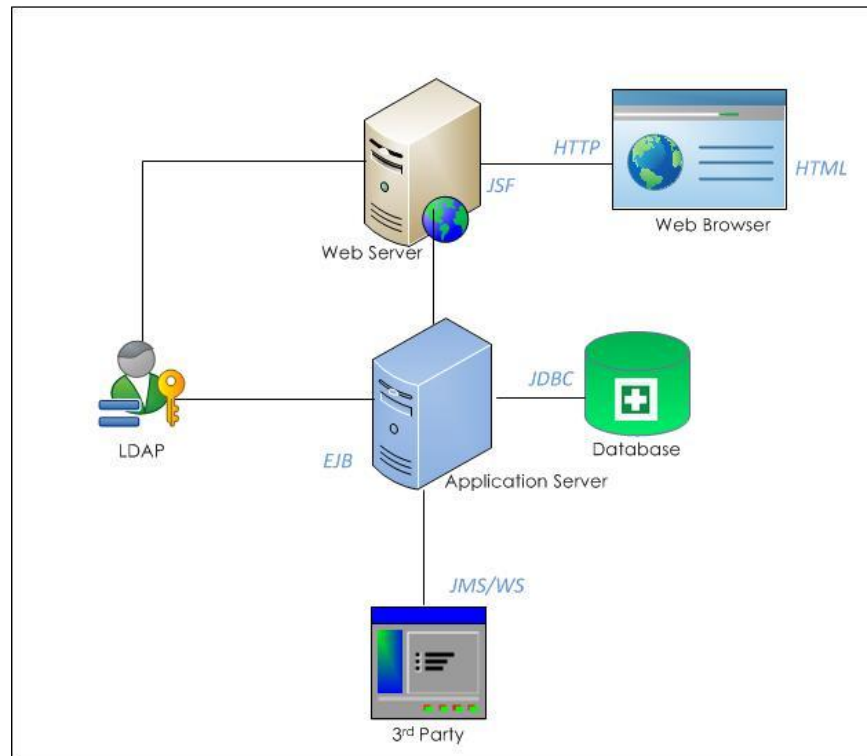 HTTP
HTML
JSF
Web Browser
Web Server
JDBC
LDAP
EJB
Database
Application Server
JMS/WS
3rd Party